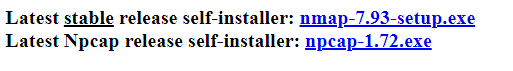 Latest stable release self-installer: nmap-7.93-setup.exe
Latest Npcap release self-installer: npcap-1.72.exe